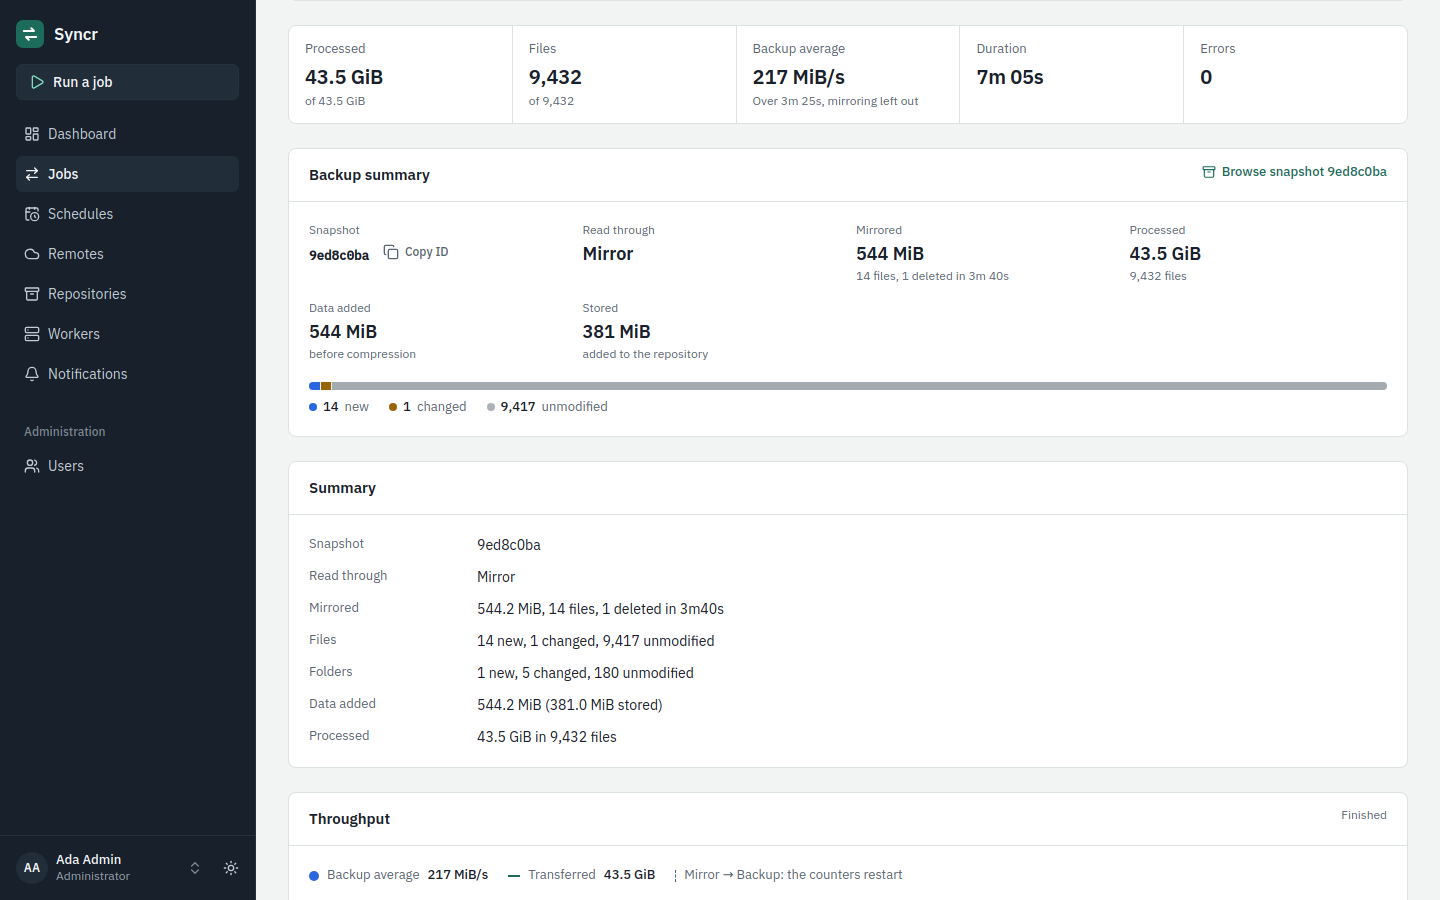 Syncr
Run a job
Dashboard
Jobs
Schedules
Remotes
Repositories
Workers
Notifications
Administration
Users
AA
Ada Admin
Administrator
Processed
43.5 GiB
of 43.5 GiB
Files
9,432
of 9,432
Backup average
217 MiB/s
Over 3m 25s, mirroring left out
Duration
7m 05s
Errors
0
Backup summary
Browse snapshot 9ed8c0ba
Snapshot
9ed8c0ba
Copy ID
Read through
Mirror
Mirrored
544 MiB
14 files, 1 deleted in 3m 40s
Processed
43.5 GiB
9,432 files
Data added
544 MiB
before compression
Stored
381 MiB
added to the repository
14 new
1 changed
9,417 unmodified
Summary
Snapshot 9ed8c0ba
Read through Mirror
Mirrored 544.2 MiB, 14 files, 1 deleted in 3m40s
Files 14 new, 1 changed, 9,417 unmodified
Folders 1 new, 5 changed, 180 unmodified
Data added 544.2 MiB (381.0 MiB stored)
Processed 43.5 GiB in 9,432 files
Throughput
Finished
Backup average 217 MiB/s
Transferred 43.5 GiB
Mirror → Backup: the counters restart